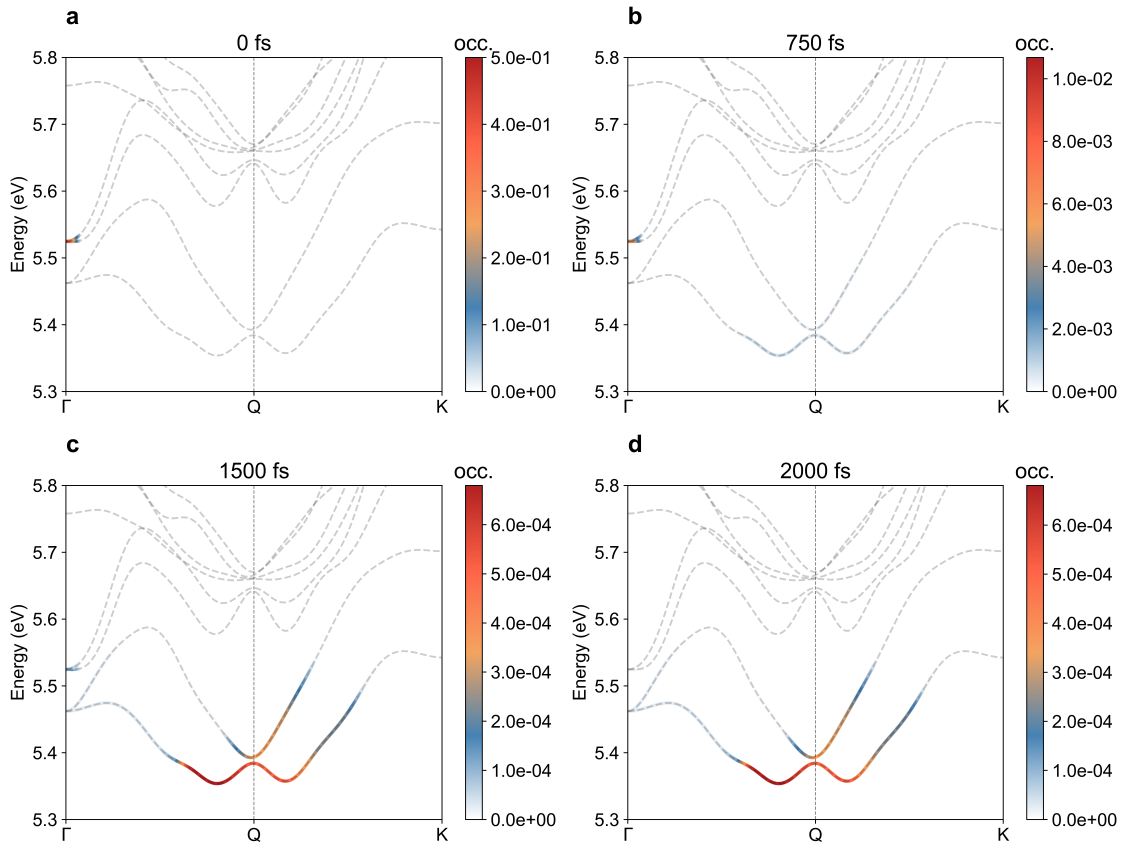 a
0 fs
occ.
5.8
5.7
5.6
5.5
5.4
5.3
Energy (eV)
Γ
Q
K
5.0e-01
4.0e-01
3.0e-01
2.0e-01
1.0e-01
0.0e+00
b
750 fs
occ.
5.8
5.7
5.6
5.5
5.4
5.3
Energy (eV)
Γ
Q
K
1.0e-02
8.0e-03
6.0e-03
4.0e-03
2.0e-03
0.0e+00
c
1500 fs
occ.
5.8
5.7
5.6
5.5
5.4
5.3
Energy (eV)
Γ
Q
K
6.0e-04
5.0e-04
4.0e-04
3.0e-04
2.0e-04
1.0e-04
0.0e+00
d
2000 fs
occ.
5.8
5.7
5.6
5.5
5.4
5.3
Energy (eV)
Γ
Q
K
6.0e-04
5.0e-04
4.0e-04
3.0e-04
2.0e-04
1.0e-04
0.0e+00